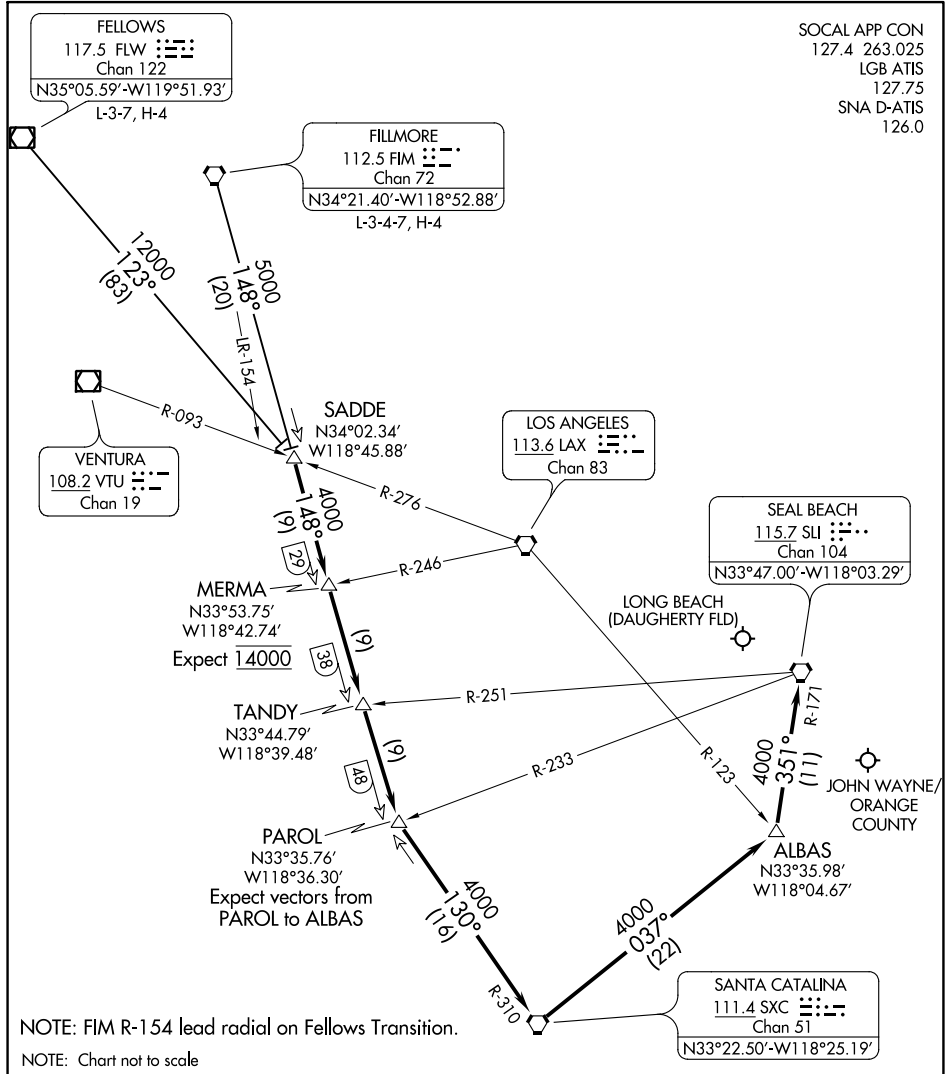 FELLOWS
117.5 FLW
Chan 122
N35°05.59'-W119°51.93'
L-3-7, H-4
SOCAL APP CON
127.4 263.025
LGB ATIS
127.75
SNA D-ATIS
126.0
FILLMORE
112.5 FIM
Chan 72
N34°21.40'-W118°52.88'
L-3-4-7, H-4
12000
123°
(83)
5000
148°
(20)
LR-154
R-093
VENTURA
108.2 VTU
Chan 19
SADDE
N34°02.34'
W118°45.88'
LOS ANGELES
113.6 LAX
Chan 83
R-276
R-246
4000
148°
(9)
29
SEAL BEACH
115.7 SLI
Chan 104
N33°47.00'-W118°03.29'
MERMA
N33°53.75'
W118°42.74'
Expect 14000
LONG BEACH
(DAUGHERTY FLD)
(9)
38
R-251
R-171
TANDY
N33°44.79'
W118°39.48'
(9)
48
R-233
R-123
4000
351°
(11)
JOHN WAYNE/
ORANGE
COUNTY
PAROL
N33°35.76'
W118°36.30'
Expect vectors from
PAROL to ALBAS
ALBAS
N33°35.98'
W118°04.67'
4000
130°
(16)
R-310
4000
037°
(22)
SANTA CATALINA
111.4 SXC
Chan 51
N33°22.50'-W118°25.19'
NOTE: FIM R-154 lead radial on Fellows Transition.
NOTE: Chart not to scale